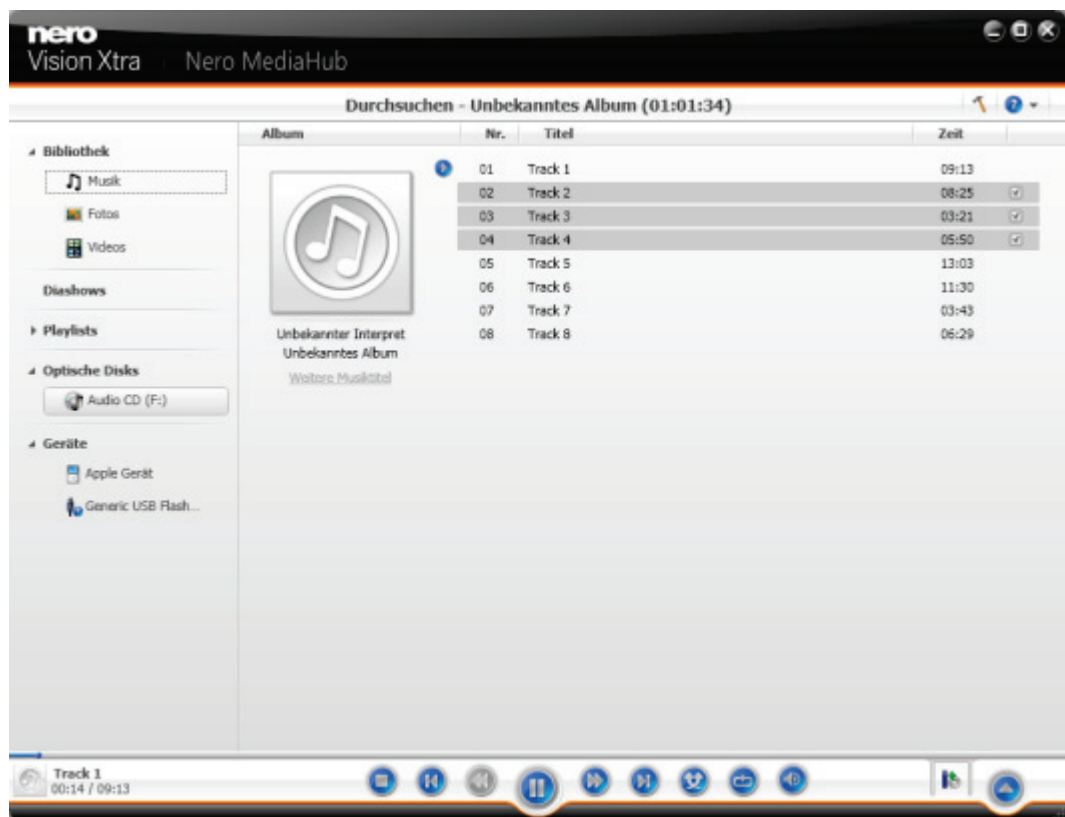 nero
Vision Xtra Nero MediaHub
Durchsuchen - Unbekanntes Album (01:01:34)
Bibliothek
Musik
Fotos
Videos
Diashows
Playlists
Optische Disks
Audio CD (F:)
Geräte
Apple Gerät
Generic USB Flash...
Album Nr. Titel Zeit
01 Track 1 09:13
02 Track 2 08:25
03 Track 3 03:21
04 Track 4 05:50
05 Track 5 13:03
06 Track 6 11:30
07 Track 7 03:43
08 Track 8 06:29
Unbekannter Interpret
Unbekanntes Album
Weitere Musiktitel
Track 1
00:14 / 09:13